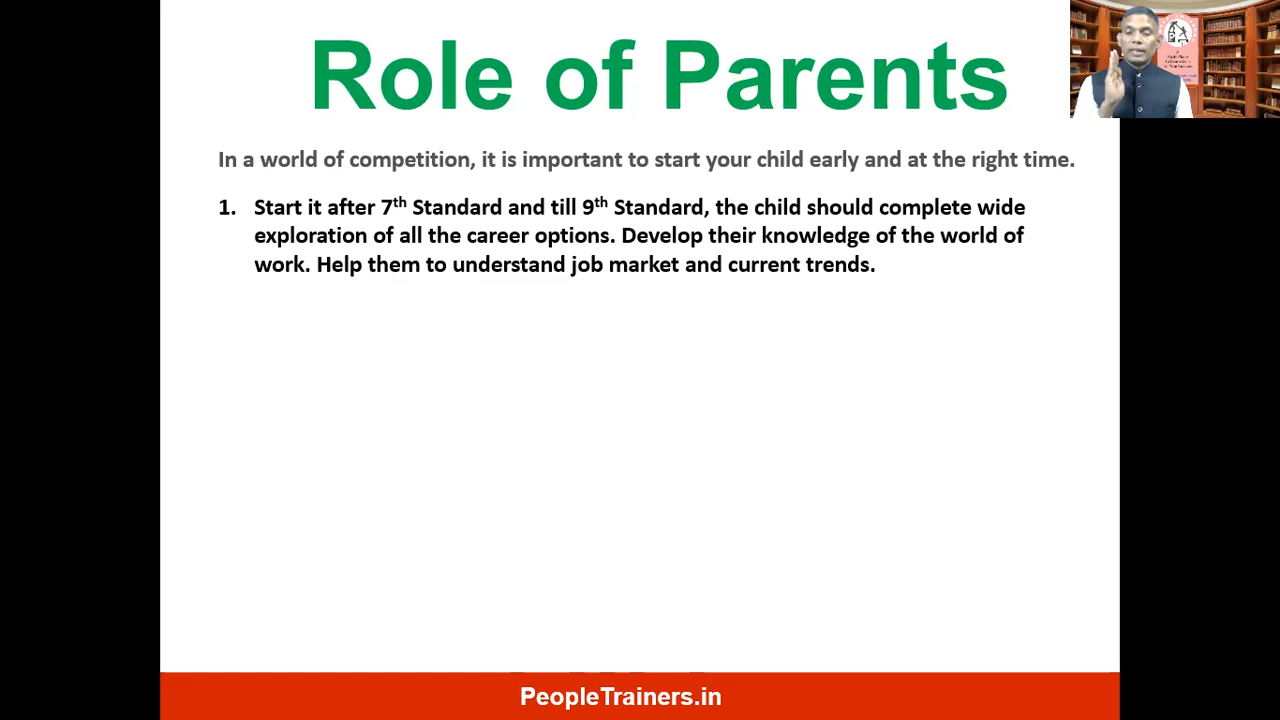 Role of Parents
In a world of competition, it is important to start your child early and at the right time.
1. Start it after 7th Standard and till 9th Standard, the child should complete wide
exploration of all the career options. Develop their knowledge of the world of
work. Help them to understand job market and current trends.
PeopleTrainers.in